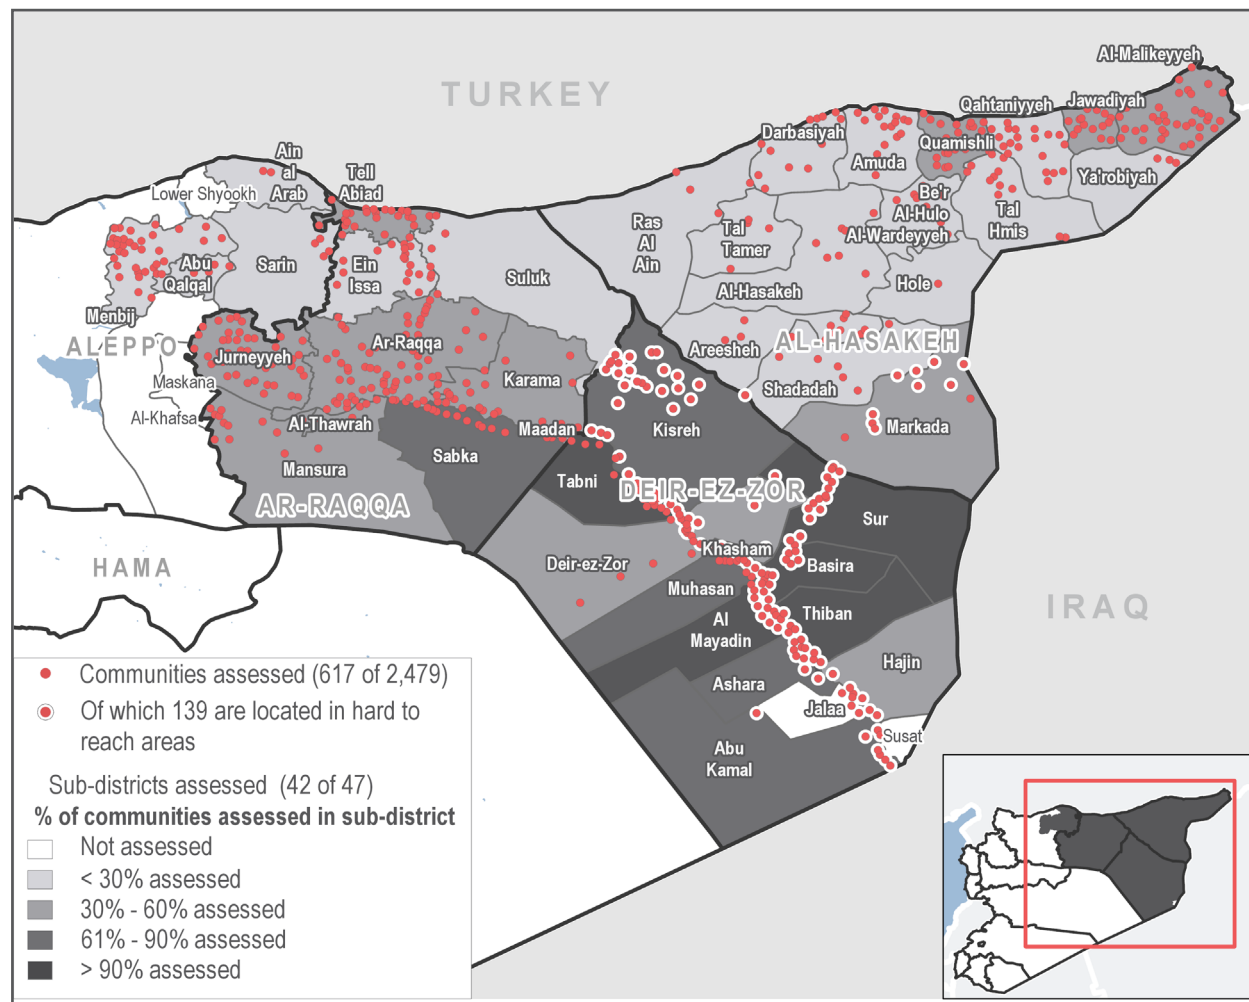 TURKEY
Al-Malikeyyeh
Qahtaniyyeh
Jawadiyah
Darbasiyah
Quamishli
Amuda
Ya'robiyah
Ain
al
Arab
Tell
Abiad
Lower Shyookh
Be'r
Al-Hulo
Al-Wardeyyeh
Tal
Hmis
Ras
Al
Ain
Tal
Tamer
Abu
Qalqal
Sarin
Ein
Issa
Suluk
Al-Hasakeh
Hole
Menbij
ALEPPO
Jurneyyeh
Ar-Raqqa
Areesheh
AL-HASAKEH
Maskana
Karama
Shadadah
Al-Khafsa
Al-Thawrah
Maadan
Kisreh
Markada
Mansura
Sabka
Tabni
DEIR-EZ-ZOR
AR-RAQQA
Sur
HAMA
Deir-ez-Zor
Khasham
Basira
Muhasan
IRAQ
Al
Mayadin
Thiban
Hajin
Ashara
Jalaa
Susat
Abu
Kamal
Communities assessed (617 of 2,479)
Of which 139 are located in hard to
reach areas
Sub-districts assessed (42 of 47)
% of communities assessed in sub-district
Not assessed
< 30% assessed
30% - 60% assessed
61% - 90% assessed
> 90% assessed